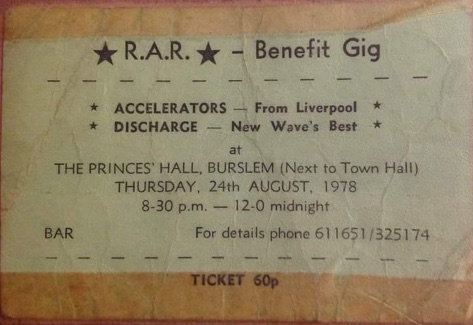 ★ R.A.R. ★ - Benefit Gig
★ ACCELERATORS — From Liverpool ★
★ DISCHARGE — New Wave's Best ★
at
THE PRINCES' HALL, BURSLEM (Next to Town Hall)
THURSDAY, 24th AUGUST, 1978
8-30 p.m. — 12-0 midnight
BAR For details phone 611651/325174
TICKET 60p